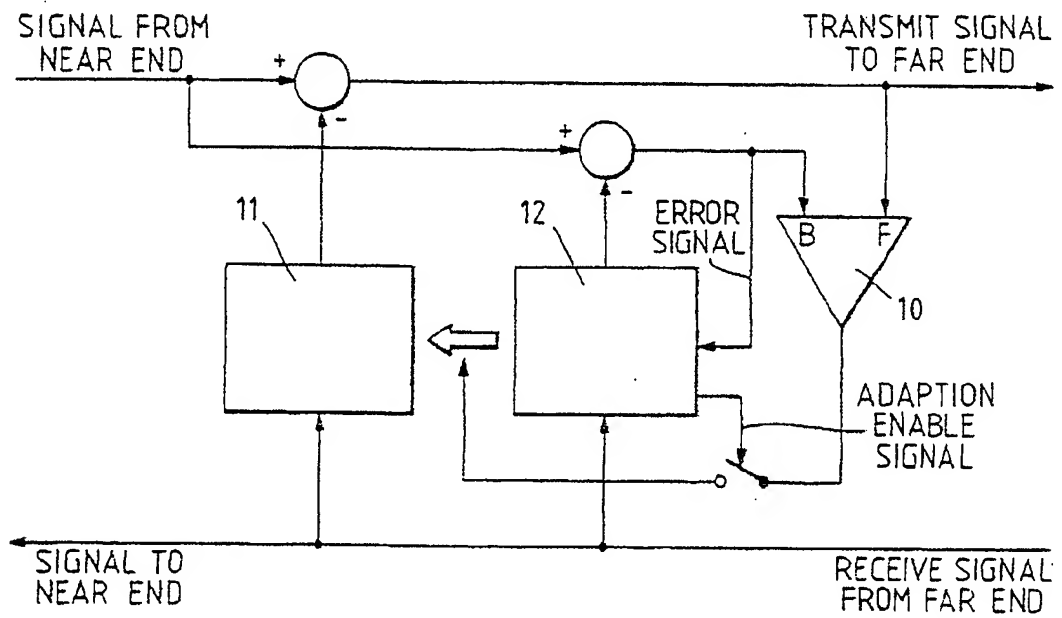 SIGNAL FROM
NEAR END
TRANSMIT SIGNAL
TO FAR END
+
-
+
-
11
12
ERROR
SIGNAL
B
F
10
ADAPTION
ENABLE
SIGNAL
SIGNAL TO
NEAR END
RECEIVE SIGNAL
FROM FAR END